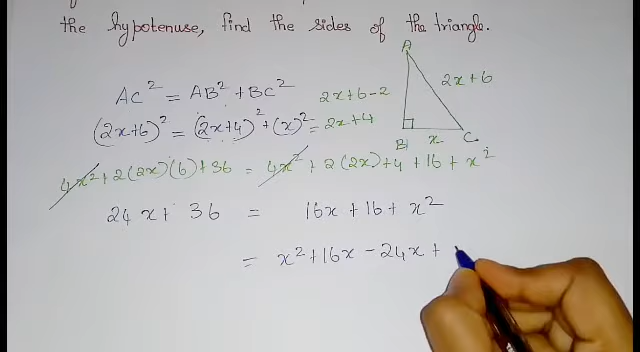 the hypotenuse, find the sides of the triangle.
A
AC² = AB² + BC²
2x+6-2
2x+6
(2x+6)² = (2x+4)² + (x)²
= 2x+4
B
x
C
4x² + 2(2x)(6) + 36 = 4x² + 2(2x)+4 + 16 + x²
24x + 36 = 16x + 16 + x²
= x² + 16x - 24x +